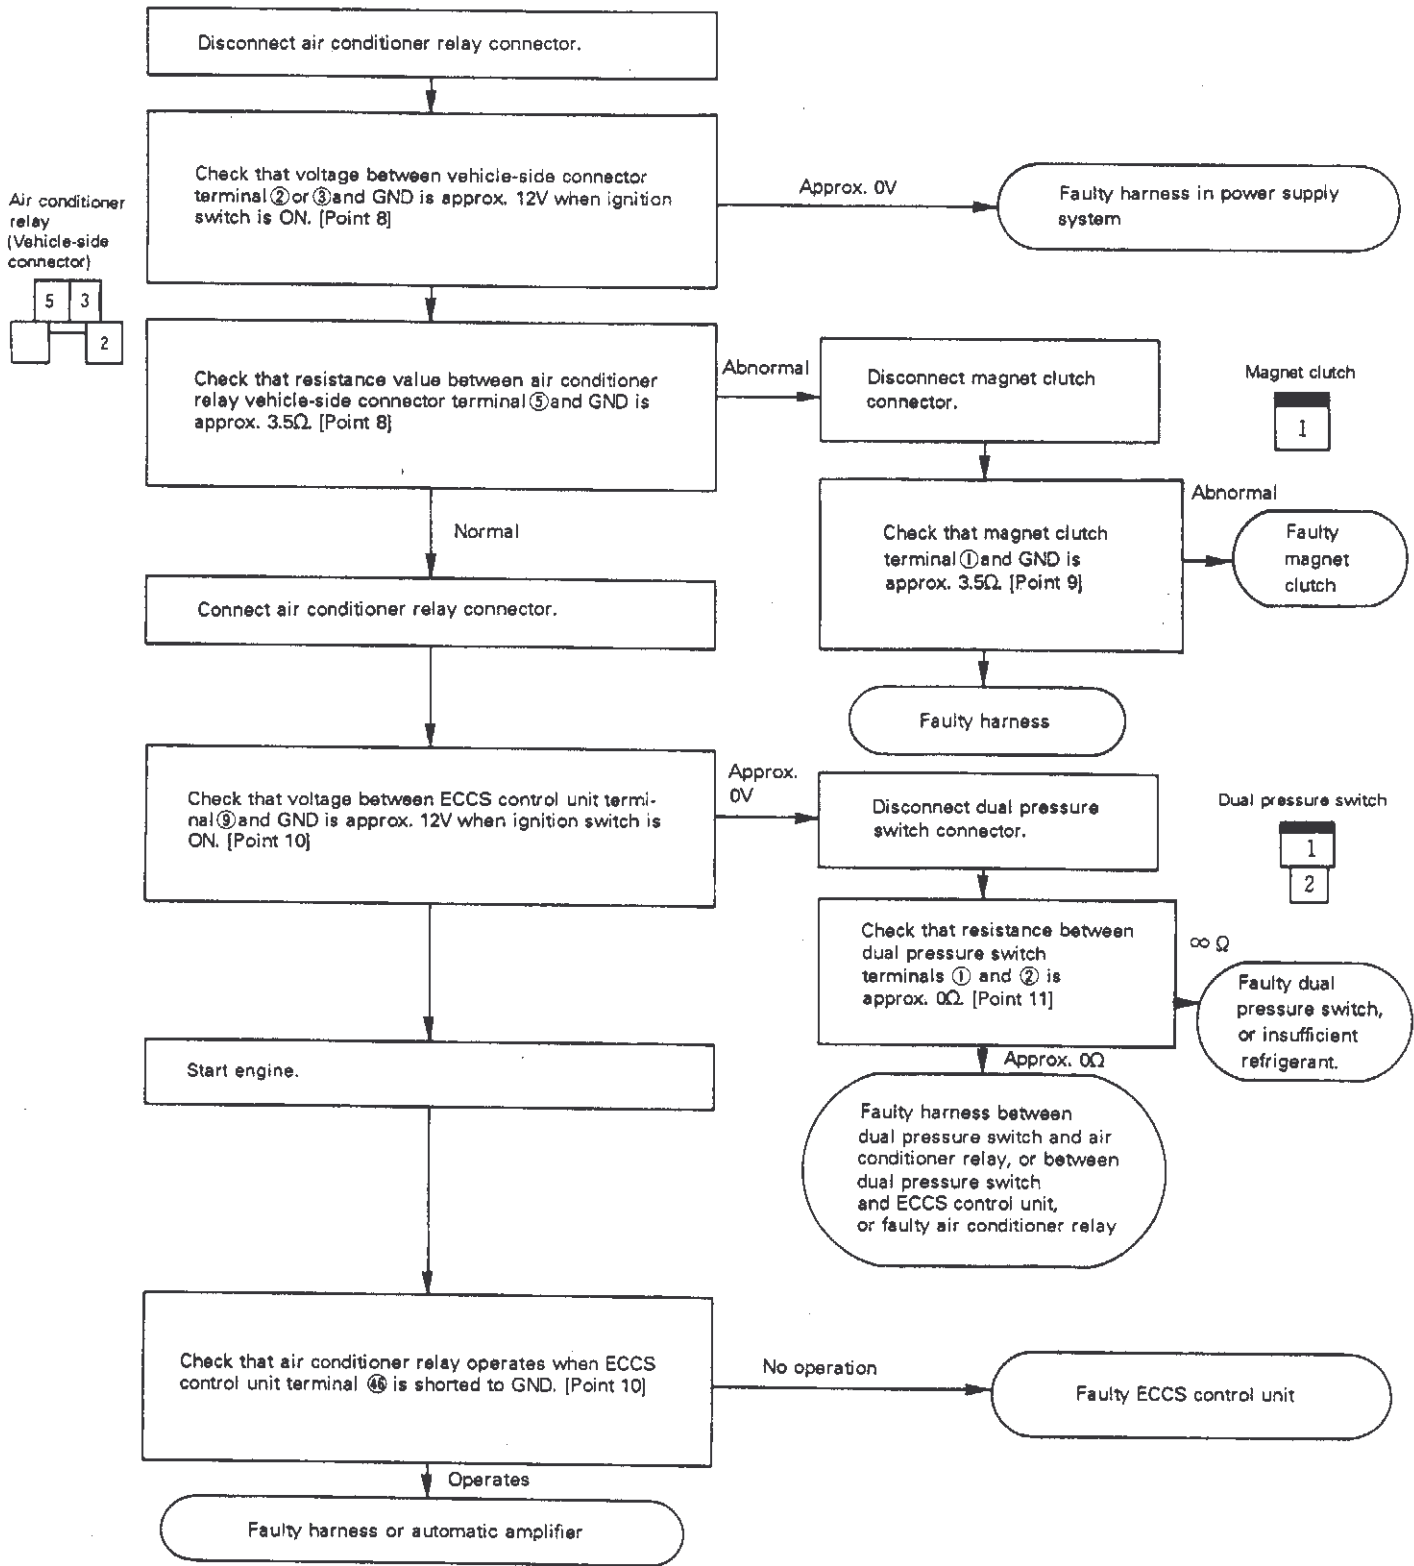 Disconnect air conditioner relay connector.
Check that voltage between vehicle-side connector
terminal ② or ③ and GND is approx. 12V when ignition
switch is ON. [Point 8]
Approx. 0V
Faulty harness in power supply
system
Air conditioner
relay
(Vehicle-side
connector)
5 3
2
Check that resistance value between air conditioner
relay vehicle-side connector terminal ⑤ and GND is
approx. 3.5Ω. [Point 8]
Abnormal
Disconnect magnet clutch
connector.
Magnet clutch
1
Check that magnet clutch
terminal ① and GND is
approx. 3.5Ω. [Point 9]
Abnormal
Faulty
magnet
clutch
Faulty harness
Normal
Connect air conditioner relay connector.
Check that voltage between ECCS control unit termi-
nal ⑨ and GND is approx. 12V when ignition switch is
ON. [Point 10]
Approx.
0V
Disconnect dual pressure
switch connector.
Dual pressure switch
1
2
Check that resistance between
dual pressure switch
terminals ① and ② is
approx. 0Ω. [Point 11]
∞ Ω
Faulty dual
pressure switch,
or insufficient
refrigerant.
Approx. 0Ω
Faulty harness between
dual pressure switch and air
conditioner relay, or between
dual pressure switch
and ECCS control unit,
or faulty air conditioner relay
Start engine.
Check that air conditioner relay operates when ECCS
control unit terminal ㊻ is shorted to GND. [Point 10]
No operation
Faulty ECCS control unit
Operates
Faulty harness or automatic amplifier